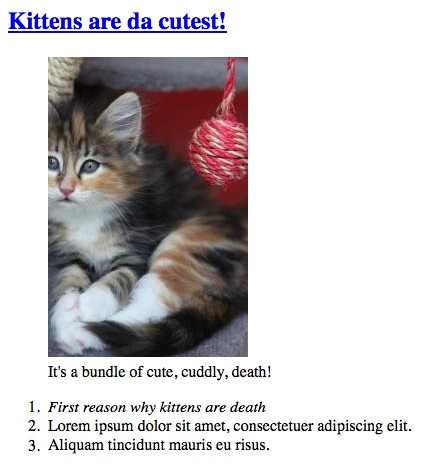 Kittens are da cutest!
It's a bundle of cute, cuddly, death!
1. First reason why kittens are death
2. Lorem ipsum dolor sit amet, consectetuer adipiscing elit.
3. Aliquam tincidunt mauris eu risus.